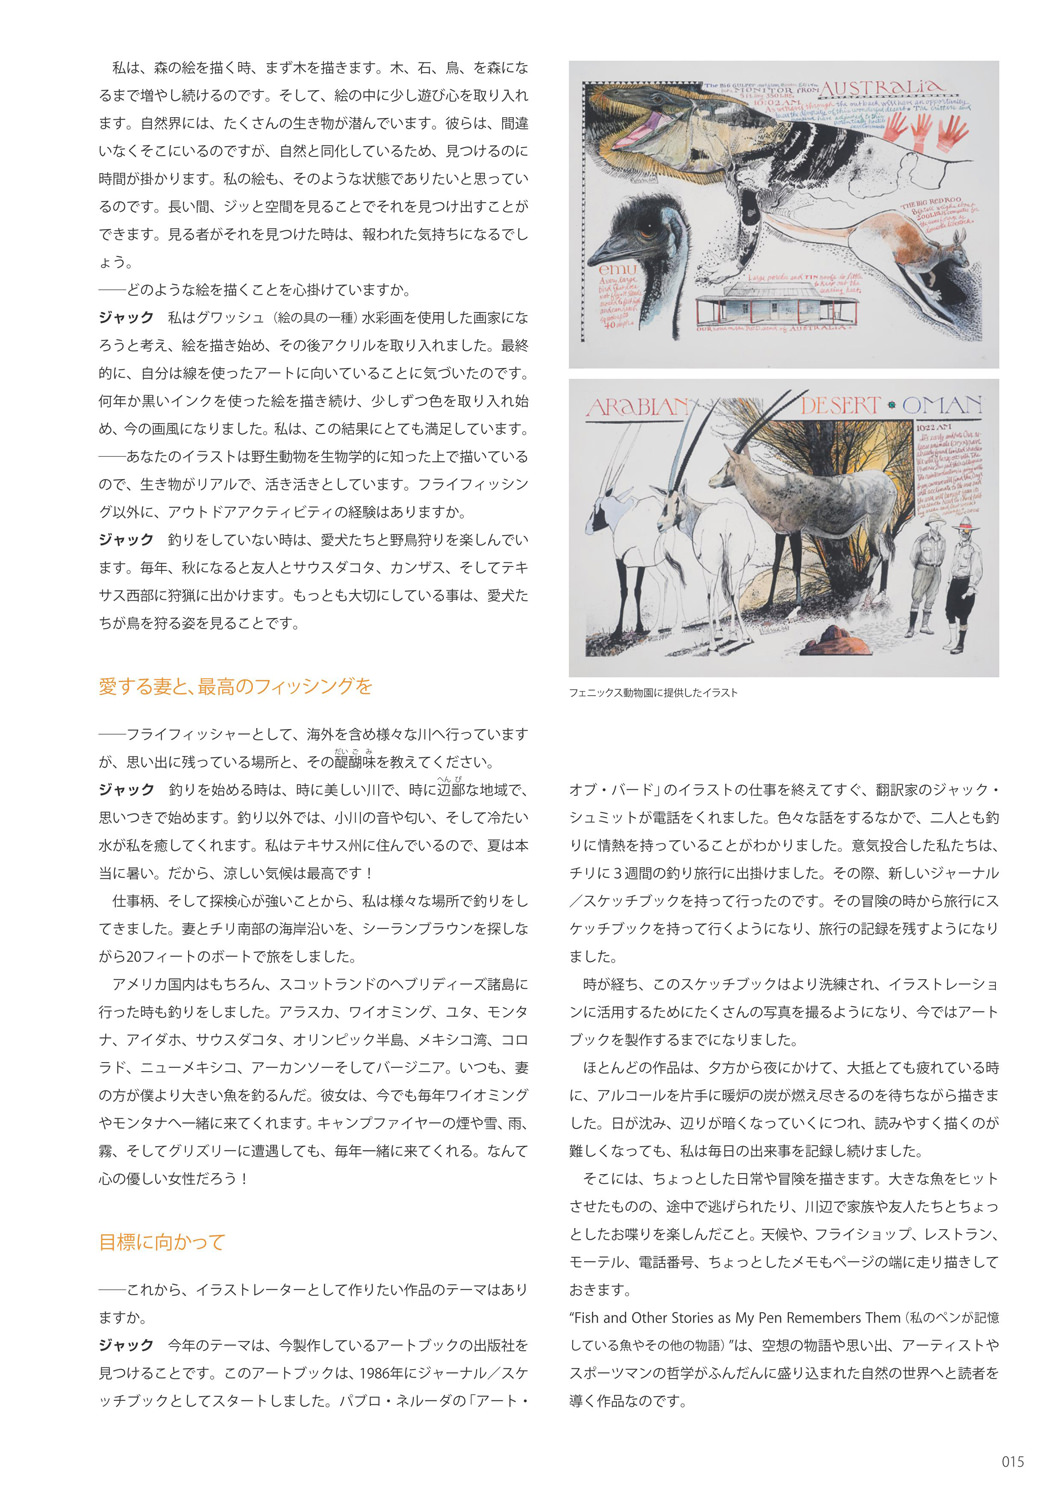 私は、森の絵を描く時、まず木を描きます。木、石、鳥、を森にな
るまで増やし続けるのです。そして、絵の中に少し遊び心を取り入れ
ます。自然界には、たくさんの生き物が潜んでいます。彼らは、間違
いなくそこにいるのですが、自然と同化しているため、見つけるのに
時間が掛かります。私の絵も、そのような状態でありたいと思ってい
るのです。長い間、ジッと空間を見ることでそれを見つけ出すことが
できます。見る者がそれを見つけた時は、報われた気持ちになるでし
ょう。
――どのような絵を描くことを心掛けていますか。
ジャック　私はグワッシュ（絵の具の一種）水彩画を使用した画家にな
ろうと考え、絵を描き始め、その後アクリルを取り入れました。最終
的に、自分は線を使ったアートに向いていることに気づいたのです。
何年か黒いインクを使った絵を描き続け、少しずつ色を取り入れ始
め、今の画風になりました。私は、この結果にとても満足しています。
――あなたのイラストは野生動物を生物学的に知った上で描いている
ので、生き物がリアルで、活き活きとしています。フライフィッシン
グ以外に、アウトドアアクティビティの経験はありますか。
ジャック　釣りをしていない時は、愛犬たちと野鳥狩りを楽しんでい
ます。毎年、秋になると友人とサウスダコタ、カンザス、そしてテキ
サス西部に狩猟に出かけます。もっとも大切にしている事は、愛犬た
ちが鳥を狩る姿を見ることです。
愛する妻と、最高のフィッシングを
――フライフィッシャーとして、海外を含め様々な川へ行っています
が、思い出に残っている場所と、その醍醐味を教えてください。
ジャック　釣りを始める時は、時に美しい川で、時に辺鄙な地域で、
思いつきで始めます。釣り以外では、小川の音や匂い、そして冷たい
水が私を癒してくれます。私はテキサス州に住んでいるので、夏は本
当に暑い。だから、涼しい気候は最高です！
仕事柄、そして探検心が強いことから、私は様々な場所で釣りをし
てきました。妻とチリ南部の海岸沿いを、シーランブラウンを探しな
がら20フィートのボートで旅をしました。
アメリカ国内はもちろん、スコットランドのヘブリディーズ諸島に
行った時も釣りをしました。アラスカ、ワイオミング、ユタ、モンタ
ナ、アイダホ、サウスダコタ、オリンピック半島、メキシコ湾、コロ
ラド、ニューメキシコ、アーカンソーそしてバージニア。いつも、妻
の方が僕より大きい魚を釣るんだ。彼女は、今でも毎年ワイオミング
やモンタナへ一緒に来てくれます。キャンプファイヤーの煙や雪、雨、
霧、そしてグリズリーに遭遇しても、毎年一緒に来てくれる。なんて
心の優しい女性だろう！
目標に向かって
――これから、イラストレーターとして作りたい作品のテーマはあり
ますか。
ジャック　今年のテーマは、今製作しているアートブックの出版社を
見つけることです。このアートブックは、1986年にジャーナル／スケ
ッチブックとしてスタートしました。パブロ・ネルーダの「アート・
AUSTRALIA
MONITOR FROM
10:02 AM
THE BIG RED ROO
emu
40 mph
ARABIAN DESERT • OMAN
1022 AM
フェニックス動物園に提供したイラスト
オブ・バード」のイラストの仕事を終えてすぐ、翻訳家のジャック・
シュミットが電話をくれました。色々な話をするなかで、二人とも釣
りに情熱を持っていることがわかりました。意気投合した私たちは、
チリに３週間の釣り旅行に出掛けました。その際、新しいジャーナル
／スケッチブックを持って行ったのです。その冒険の時から旅行にス
ケッチブックを持って行くようになり、旅行の記録を残すようになり
ました。
時が経ち、このスケッチブックはより洗練され、イラストレーショ
ンに活用するためにたくさんの写真を撮るようになり、今ではアート
ブックを製作するまでになりました。
ほとんどの作品は、夕方から夜にかけて、大抵とても疲れている時
に、アルコールを片手に暖炉の炭が燃え尽きるのを待ちながら描きま
した。日が沈み、辺りが暗くなっていくにつれ、読みやすく描くのが
難しくなっても、私は毎日の出来事を記録し続けました。
そこには、ちょっとした日常や冒険を描きます。大きな魚をヒット
させたものの、途中で逃げられたり、川辺で家族や友人たちとちょっ
としたお喋りを楽しんだこと。天候や、フライショップ、レストラン、
モーテル、電話番号、ちょっとしたメモもページの端に走り描きして
おきます。
“Fish and Other Stories as My Pen Remembers Them（私のペンが記憶
している魚やその他の物語）”は、空想の物語や思い出、アーティストや
スポーツマンの哲学がふんだんに盛り込まれた自然の世界へと読者を
導く作品なのです。
015